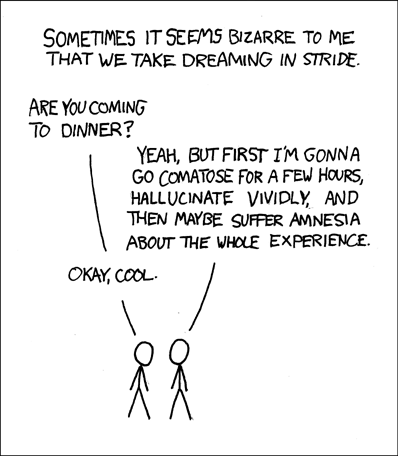 SOMETIMES IT SEEMS BIZARRE TO ME
THAT WE TAKE DREAMING IN STRIDE.
ARE YOU COMING
TO DINNER?
YEAH, BUT FIRST I'M GONNA
GO COMATOSE FOR A FEW HOURS,
HALLUCINATE VIVIDLY, AND
THEN MAYBE SUFFER AMNESIA
ABOUT THE WHOLE EXPERIENCE.
OKAY, COOL.